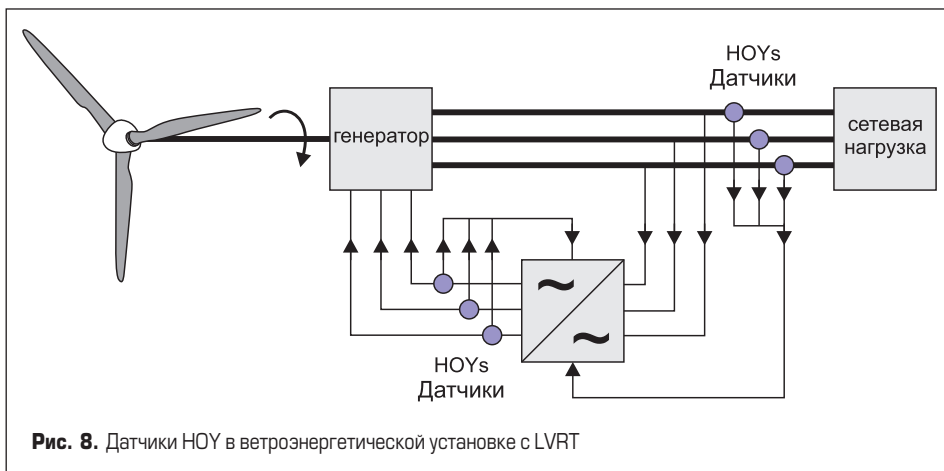 HOYs
Датчики
генератор
сетевая
нагрузка
~
~
HOYs
Датчики
Рис. 8. Датчики HOY в ветроэнергетической установке с LVRT